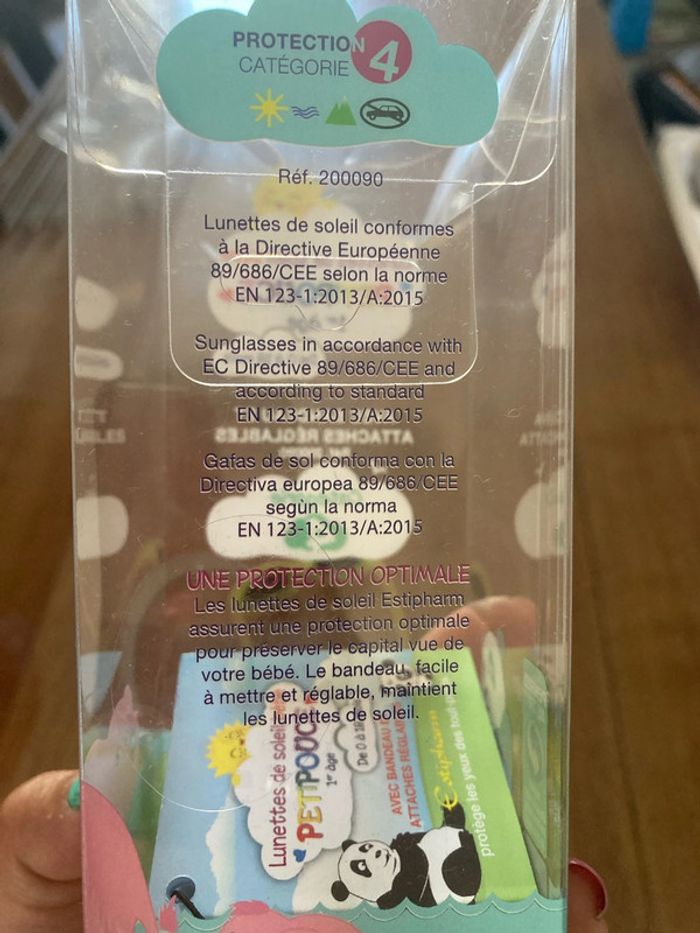 PROTECTION 4
CATÉGORIE
Réf. 200090
Lunettes de soleil conformes
à la Directive Européenne
89/686/CEE selon la norme
EN 123-1:2013/A:2015
Sunglasses in accordance with
EC Directive 89/686/CEE and
according to standard
EN 123-1:2013/A:2015
Gafas de sol conforma con la
Directiva europea 89/686/CEE
segùn la norma
EN 123-1:2013/A:2015
UNE PROTECTION OPTIMALE
Les lunettes de soleil Estipharm
assurent une protection optimale
pour préserver le capital vue de
votre bébé. Le bandeau, facile
à mettre et réglable, maintient
les lunettes de soleil.
Lunettes de soleil
PETIPOUCE
1er âge
De 0 à
AVEC BANDEAU
ATTACHES
Estipharm
protège les yeux des
ATTACHES RÉGLABLES